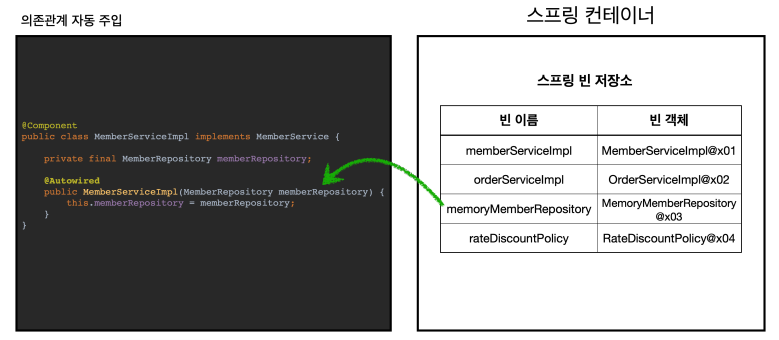 의존관계 자동 주입
@Component
public class MemberServiceImpl implements MemberService {
private final MemberRepository memberRepository;
@Autowired
public MemberServiceImpl(MemberRepository memberRepository) {
this.memberRepository = memberRepository;
}
}
스프링 컨테이너
스프링 빈 저장소
빈 이름 빈 객체
memberServiceImpl MemberServiceImpl@x01
orderServiceImpl OrderServiceImpl@x02
memoryMemberRepository MemoryMemberRepository
@x03
rateDiscountPolicy RateDiscountPolicy@x04